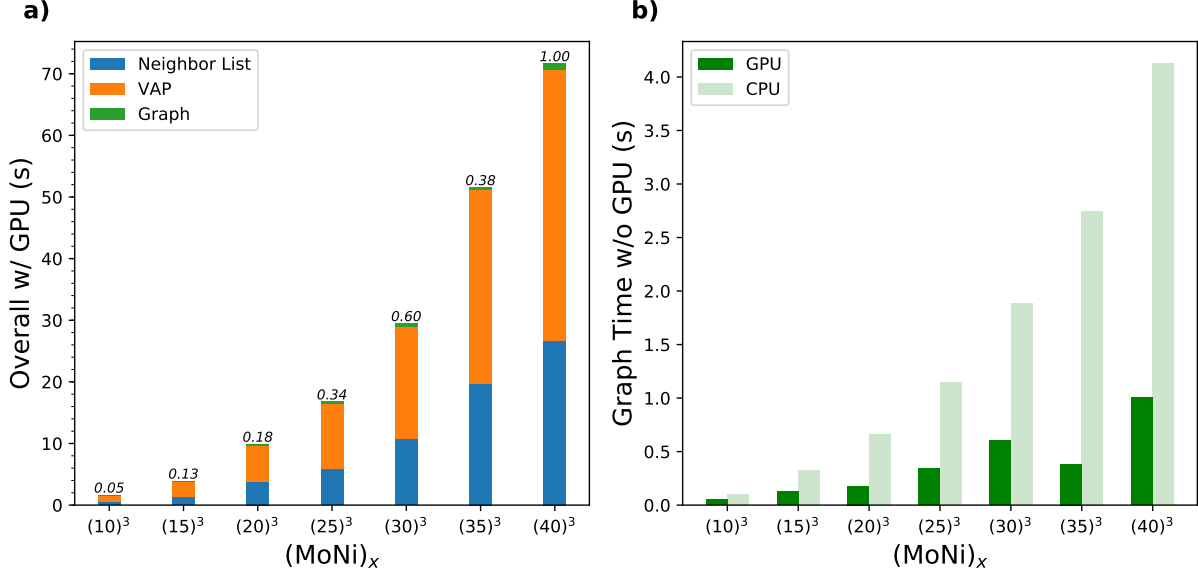 a)
Overall w/ GPU (s)
70
60
50
40
30
20
10
0
Neighbor List
VAP
Graph
0.05
0.13
0.18
0.34
0.60
0.38
1.00
(10)³ (15)³ (20)³ (25)³ (30)³ (35)³ (40)³
(MoNi)ₓ
b)
Graph Time w/o GPU (s)
4.0
3.5
3.0
2.5
2.0
1.5
1.0
0.5
0.0
GPU
CPU
(10)³ (15)³ (20)³ (25)³ (30)³ (35)³ (40)³
(MoNi)ₓ